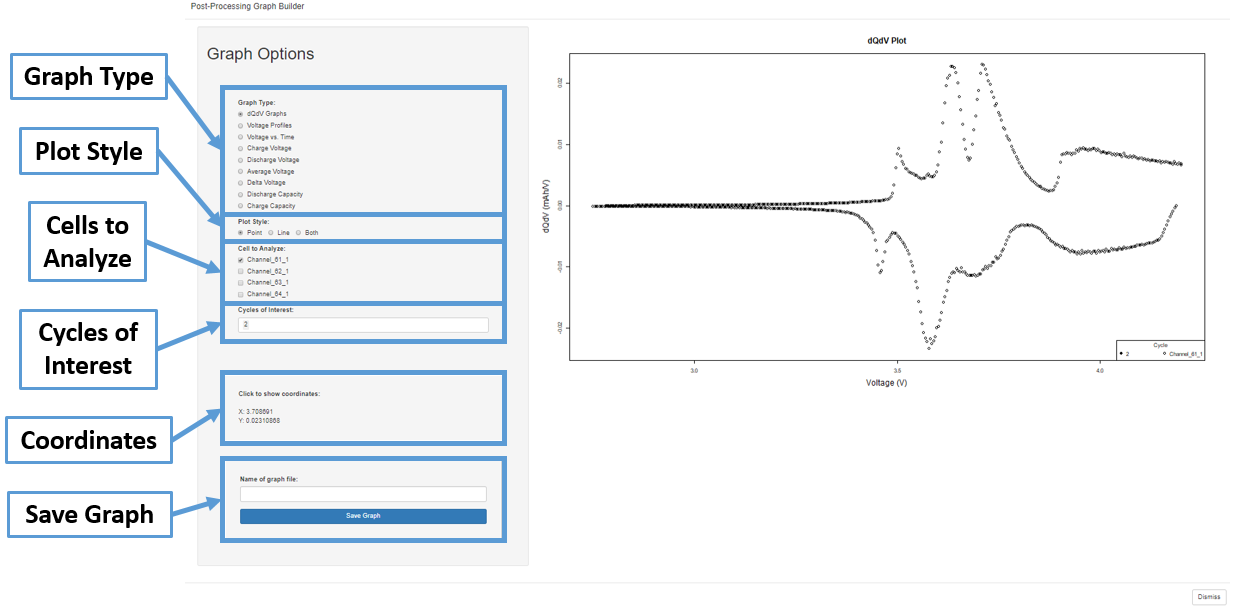 Post-Processing Graph Builder
Graph Options
Graph Type
Plot Style
Cells to
Analyze
Cycles of
Interest
Coordinates
Save Graph
Graph Type:
dQdV Graphs
Voltage Profiles
Voltage vs. Time
Charge Voltage
Discharge Voltage
Average Voltage
Delta Voltage
Discharge Capacity
Charge Capacity
Plot Style:
Point Line Both
Cell to Analyze:
Channel_61_1
Channel_62_1
Channel_63_1
Channel_64_1
Cycles of Interest:
2
Click to show coordinates:
X: 3.708691
Y: 0.02310868
Name of graph file:
Save Graph
dQdV Plot
dQdV (mAh/V)
0.02
0.01
0.00
-0.01
-0.02
3.0 3.5 4.0
Voltage (V)
Cycle
2 Channel_61_1
Dismiss